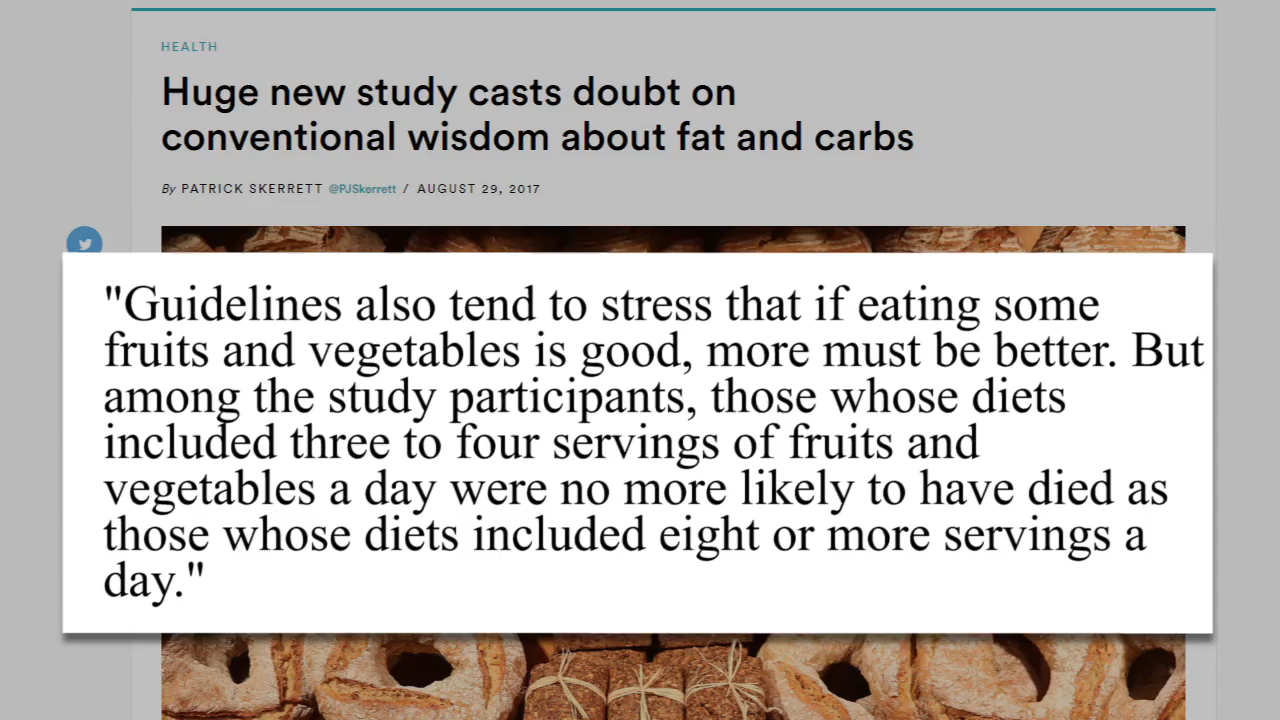 HEALTH
Huge new study casts doubt on
conventional wisdom about fat and carbs
By PATRICK SKERRETT @PJSkerrett / AUGUST 29, 2017
"Guidelines also tend to stress that if eating some
fruits and vegetables is good, more must be better. But
among the study participants, those whose diets
included three to four servings of fruits and
vegetables a day were no more likely to have died as
those whose diets included eight or more servings a
day."